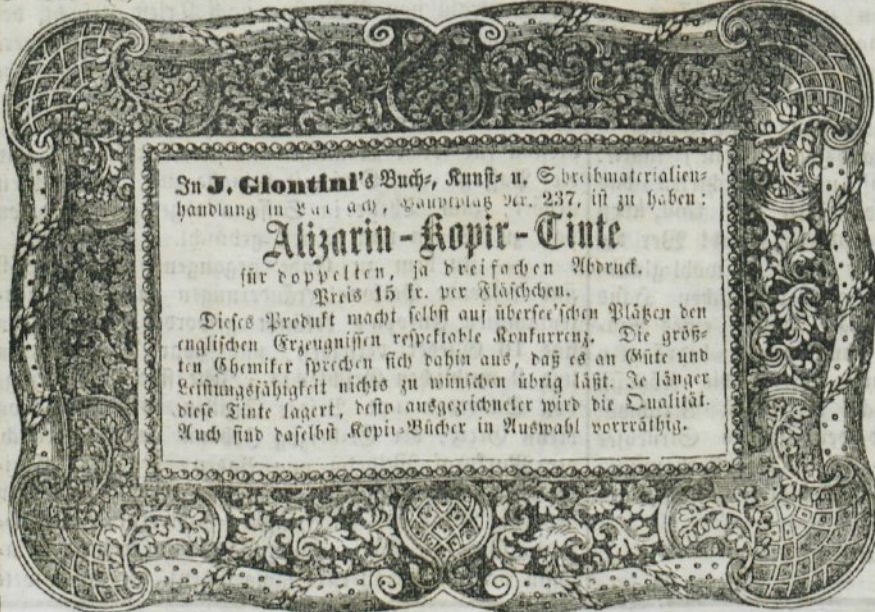 In J. Giontini's Buch-, Kunst- u. Schreibmaterialien-
handlung in Laibach, Hauptplatz Nr. 237, ist zu haben:
Alizarin-Kopir-Tinte
für doppelten, ja dreifachen Abdruck.
Preis 15 kr. per Fläschchen.
Dieses Produkt macht selbst auf übersee'schen Plätzen den
englischen Erzeugnissen respektable Konkurrenz. Die größ-
ten Chemiker sprechen sich dahin aus, daß es an Güte und
Leistungsfähigkeit nichts zu wünschen übrig läßt. Je länger
diese Tinte lagert, desto ausgezeichneter wird die Qualität.
Auch sind daselbst Kopir-Bücher in Auswahl vorräthig.